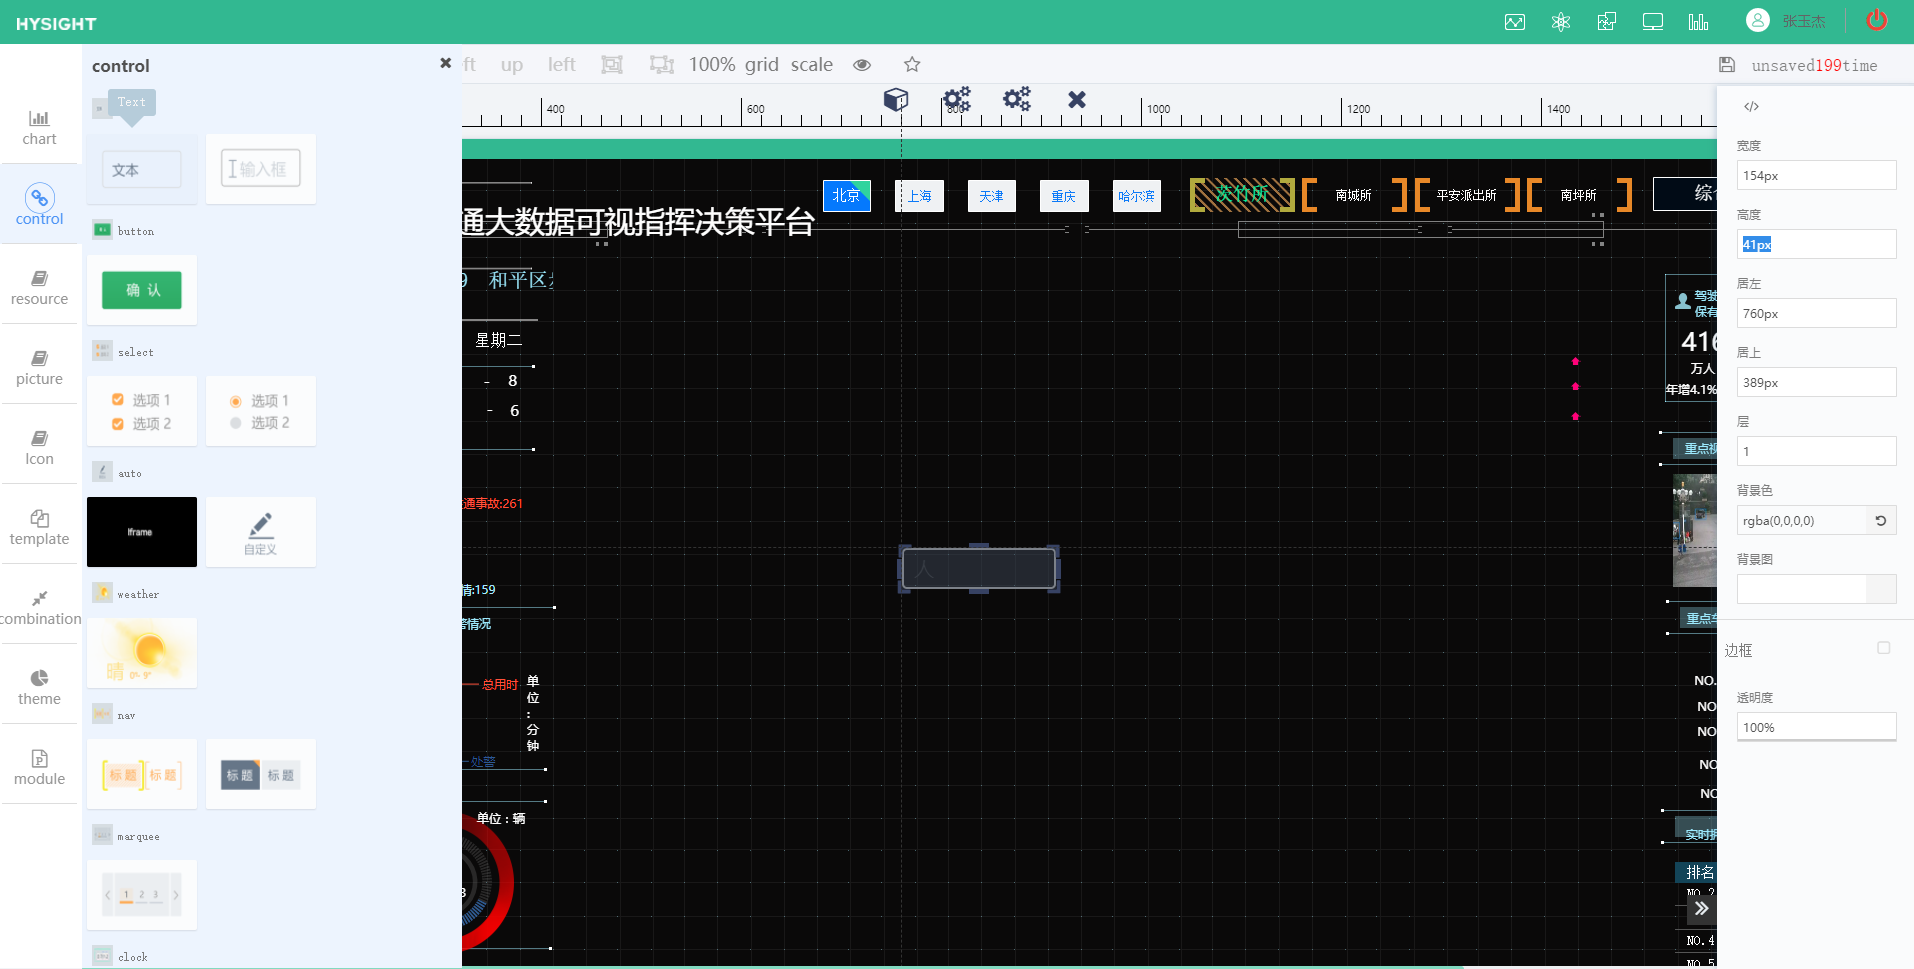 HYSIGHT
张玉杰
control
ft
up
left
100%
grid
scale
unsaved199time
chart
control
resource
picture
Icon
template
combination
theme
module
Text
文本
输入框
button
确 认
select
选项 1
选项 2
选项 1
选项 2
auto
Iframe
自定义
weather
晴 0° 9°
nav
标 题
标 题
标 题
标 题
marquee
1 2 3
clock
400
600
800
1000
1200
1400
通大数据可视指挥决策平台
北京
上海
天津
重庆
哈尔滨
茨竹所
南城所
平安派出所
南坪所
综合
9 和平区
星期二
- 8
- 6
通事故:261
情:159
警情况
总用时
单位:分钟
处警
单位：辆
3
人
驾驶
保有
416
万人
年增4.1%
重点视
重点车
NO.
NO
NO
NO
NO
实时拥
排名
NO.2
NO.4
NO.5
宽度
154px
高度
41px
居左
760px
居上
389px
层
1
背景色
rgba(0,0,0,0)
背景图
边框
透明度
100%